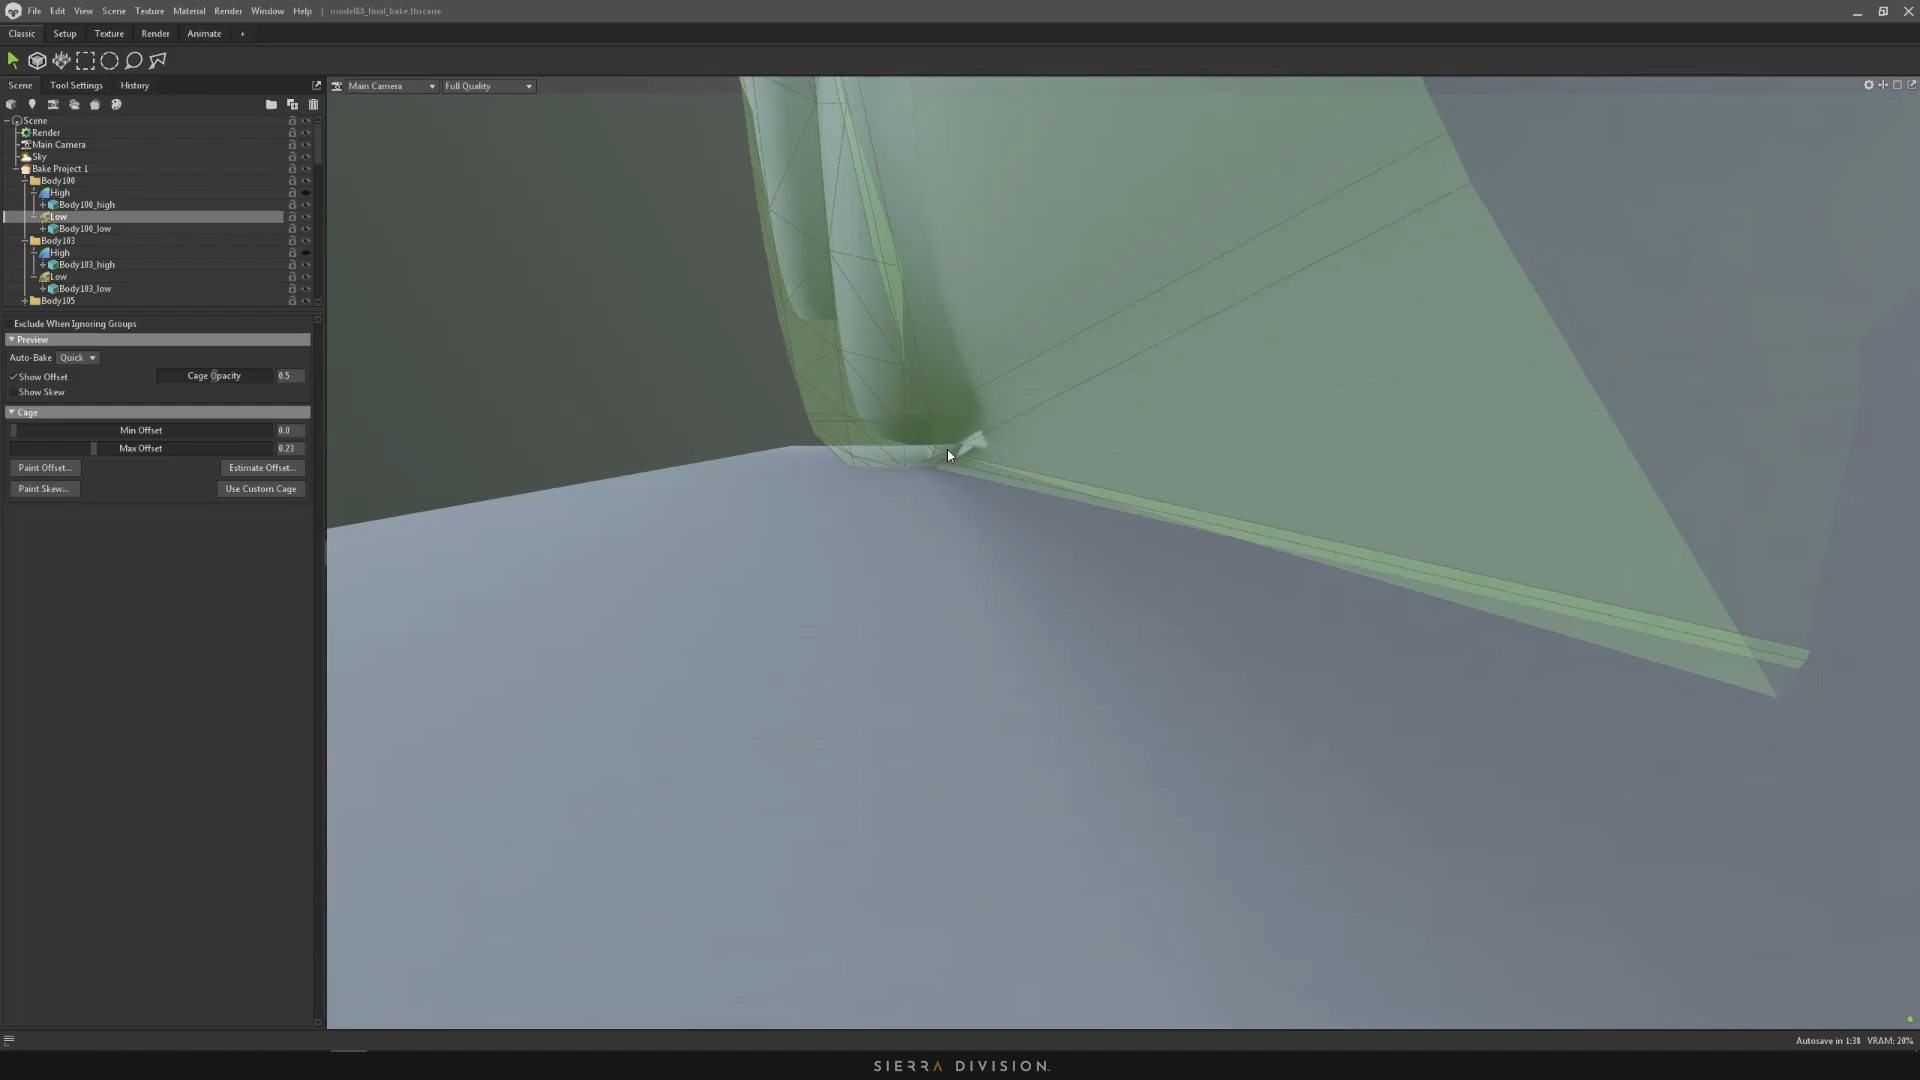 File Edit View Scene Texture Material Render Window Help | model88_final_bake.tbscene
Classic Setup Texture Render Animate +
Scene Tool Settings History
Main Camera Full Quality
Scene
Render
Main Camera
Sky
Bake Project 1
Body100
High
Body100_high
Low
Body100_low
Body103
High
Body103_high
Low
Body103_low
Body105
Exclude When Ignoring Groups
Preview
Auto-Bake Quick
Show Offset Cage Opacity 0.5
Show Skew
Cage
Min Offset 0.0
Max Offset 0.23
Paint Offset... Estimate Offset...
Paint Skew... Use Custom Cage
Autosave in 1:38 VRAM: 20%
SIERRA DIVISION